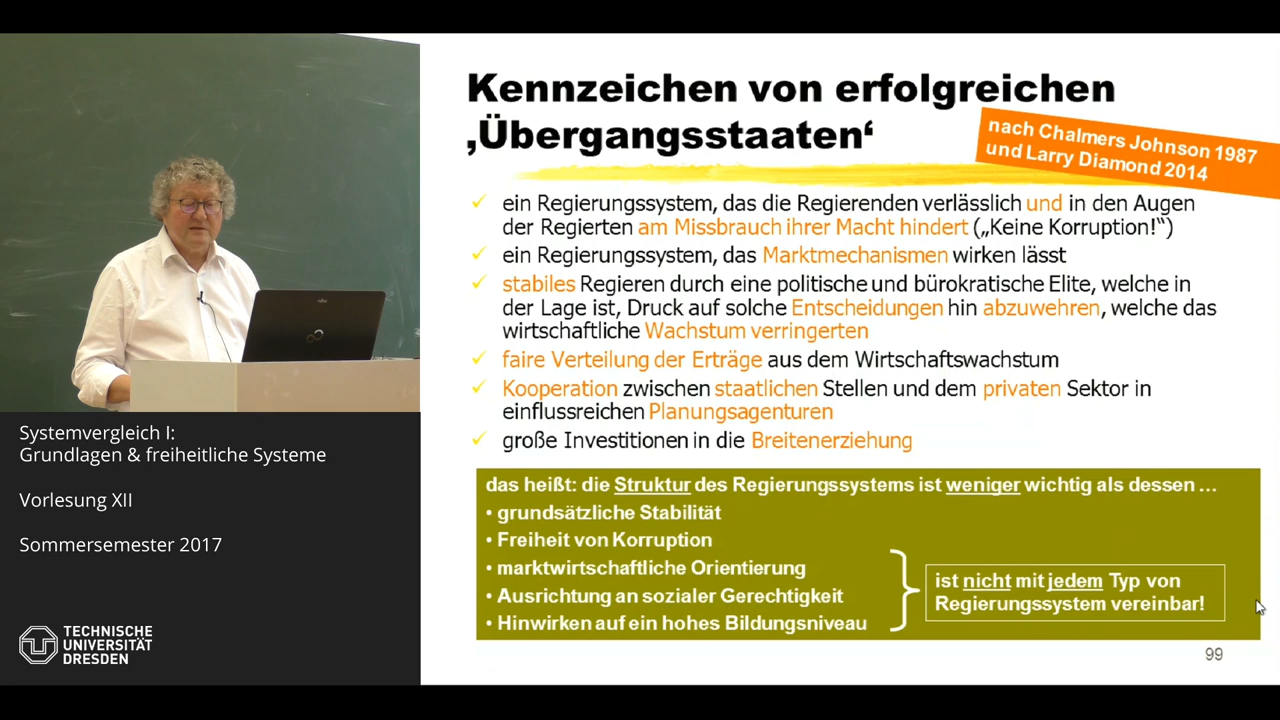 Kennzeichen von erfolgreichen
‚Übergangsstaaten‘
nach Chalmers Johnson 1987
und Larry Diamond 2014
ein Regierungssystem, das die Regierenden verlässlich und in den Augen
der Regierten am Missbrauch ihrer Macht hindert („Keine Korruption!“)
ein Regierungssystem, das Marktmechanismen wirken lässt
stabiles Regieren durch eine politische und bürokratische Elite, welche in
der Lage ist, Druck auf solche Entscheidungen hin abzuwehren, welche das
wirtschaftliche Wachstum verringerten
faire Verteilung der Erträge aus dem Wirtschaftswachstum
Kooperation zwischen staatlichen Stellen und dem privaten Sektor in
einflussreichen Planungsagenturen
große Investitionen in die Breitenerziehung
das heißt: die Struktur des Regierungssystems ist weniger wichtig als dessen …
• grundsätzliche Stabilität
• Freiheit von Korruption
• marktwirtschaftliche Orientierung
• Ausrichtung an sozialer Gerechtigkeit
• Hinwirken auf ein hohes Bildungsniveau
ist nicht mit jedem Typ von
Regierungssystem vereinbar!
99
Systemvergleich I:
Grundlagen & freiheitliche Systeme
Vorlesung XII
Sommersemester 2017
TECHNISCHE
UNIVERSITÄT
DRESDEN